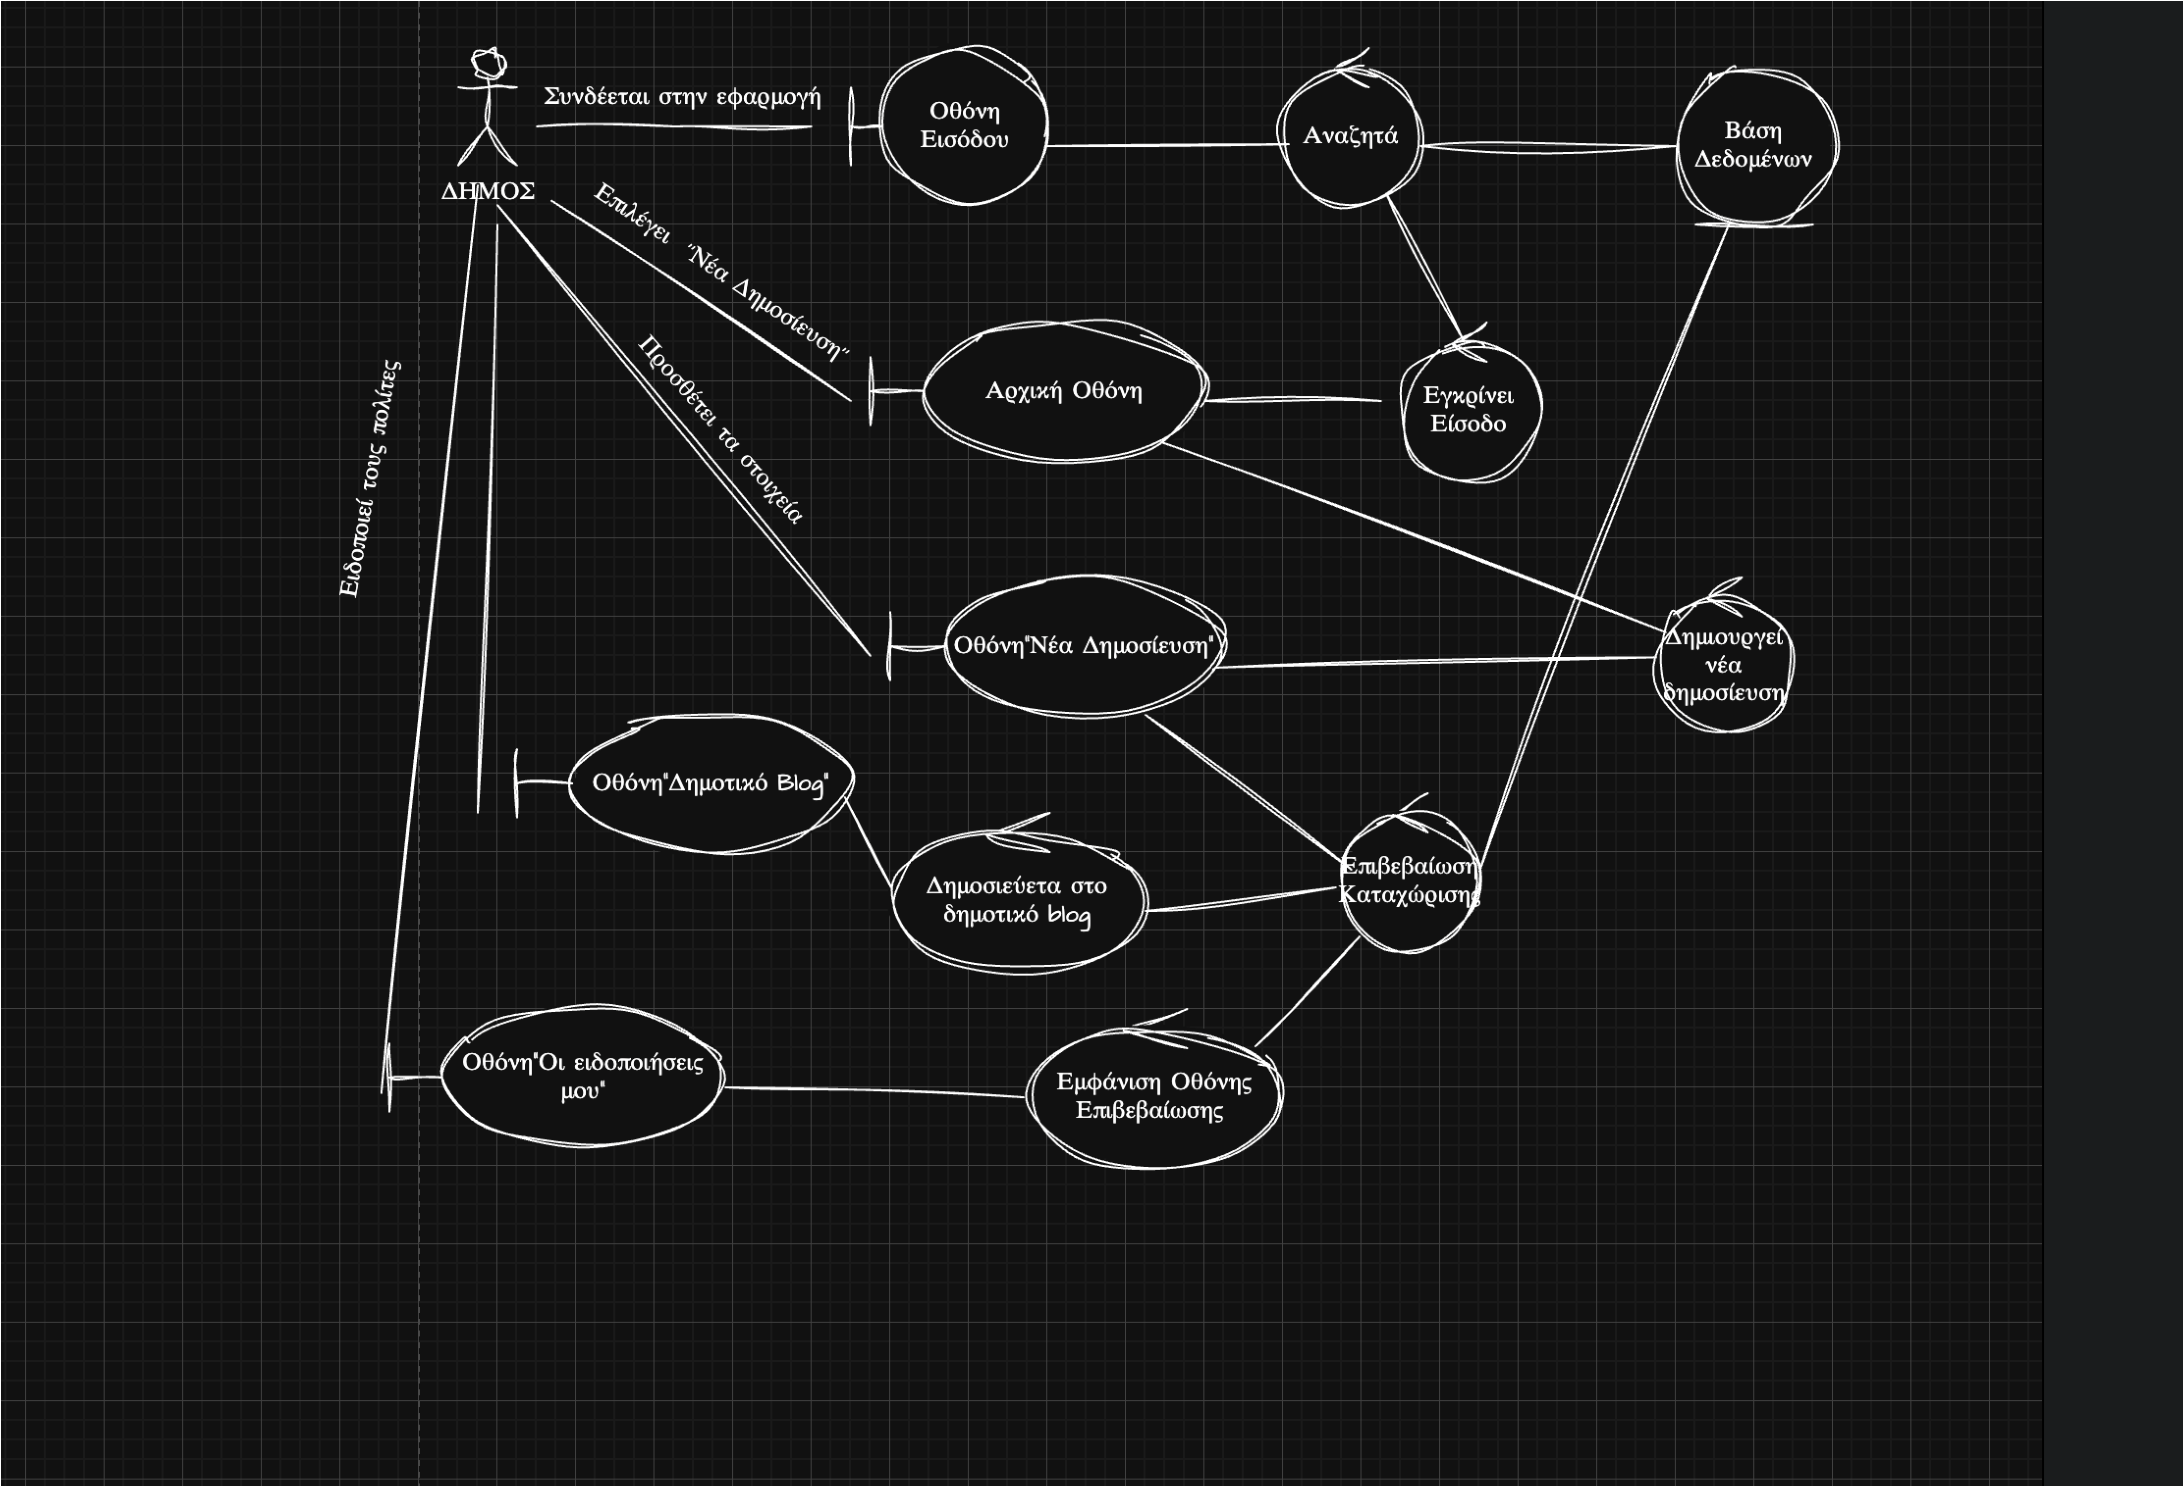 Συνδέεται στην εφαρμογή
Οθόνη
Εισόδου
Αναζητά
Βάση
Δεδομένων
ΔΗΜΟΣ
Επιλέγει "Νέα Δημοσίευση"
Προσθέτει τα στοιχεία
Ειδοποιεί τους πολίτες
Αρχική Οθόνη
Εγκρίνει
Είσοδο
Οθόνη"Νέα Δημοσίευση"
Δημιουργεί
νέα
δημοσίευση
Οθόνη"Δημοτικό Blog"
Δημοσιεύετα στο
δημοτικό blog
Επιβεβαίωση
Καταχώρισης
Οθόνη"Οι ειδοποιήσεις
μου"
Εμφάνιση Οθόνης
Επιβεβαίωσης